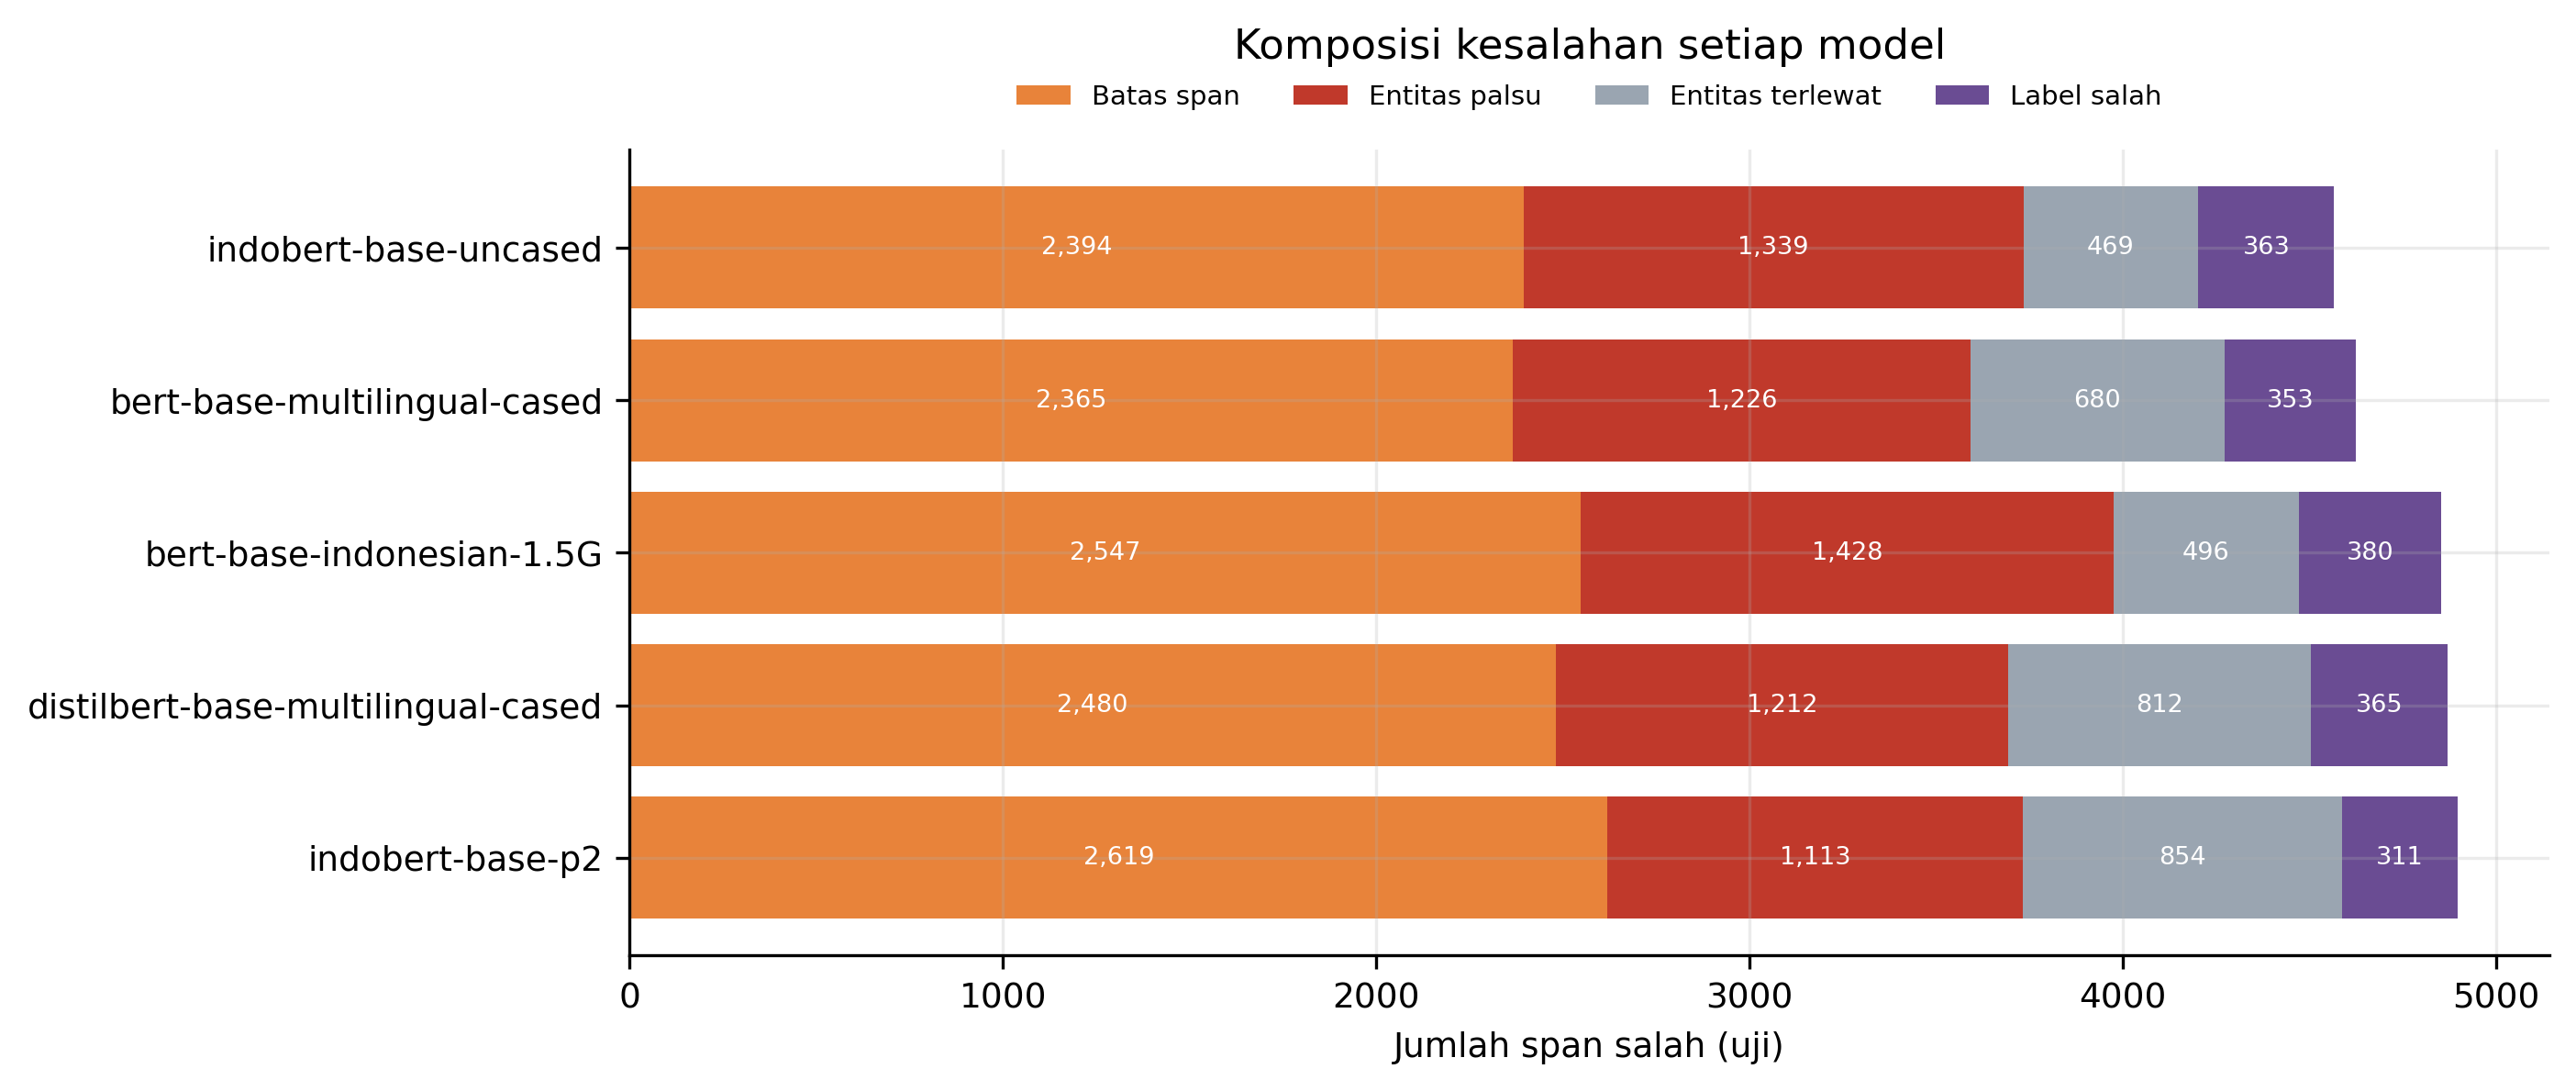 Komposisi kesalahan setiap model
Batas span Entitas palsu Entitas terlewat Label salah
indobert-base-uncased 2,394 1,339 469 363
bert-base-multilingual-cased 2,365 1,226 680 353
bert-base-indonesian-1.5G 2,547 1,428 496 380
distilbert-base-multilingual-cased 2,480 1,212 812 365
indobert-base-p2 2,619 1,113 854 311
0 1000 2000 3000 4000 5000
Jumlah span salah (uji)